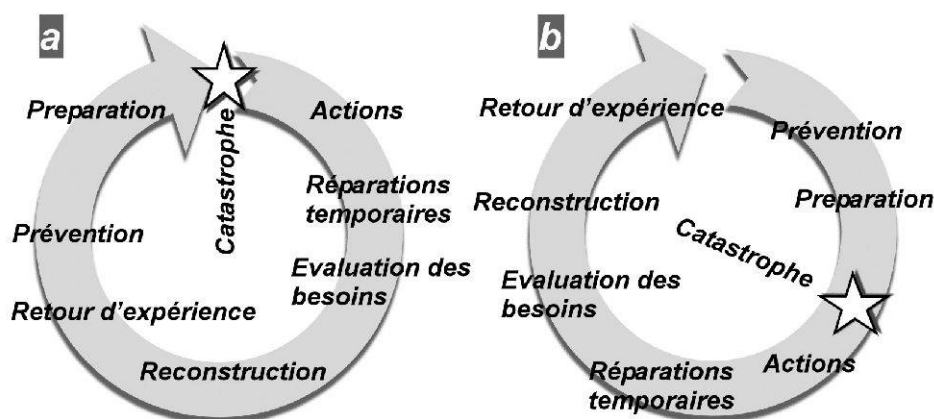 a
Preparation
Actions
Catastrophe
Réparations
temporaires
Prévention
Evaluation des
besoins
Retour d'expérience
Reconstruction
b
Retour d'expérience
Prévention
Reconstruction
Preparation
Catastrophe
Evaluation des
besoins
Actions
Réparations
temporaires